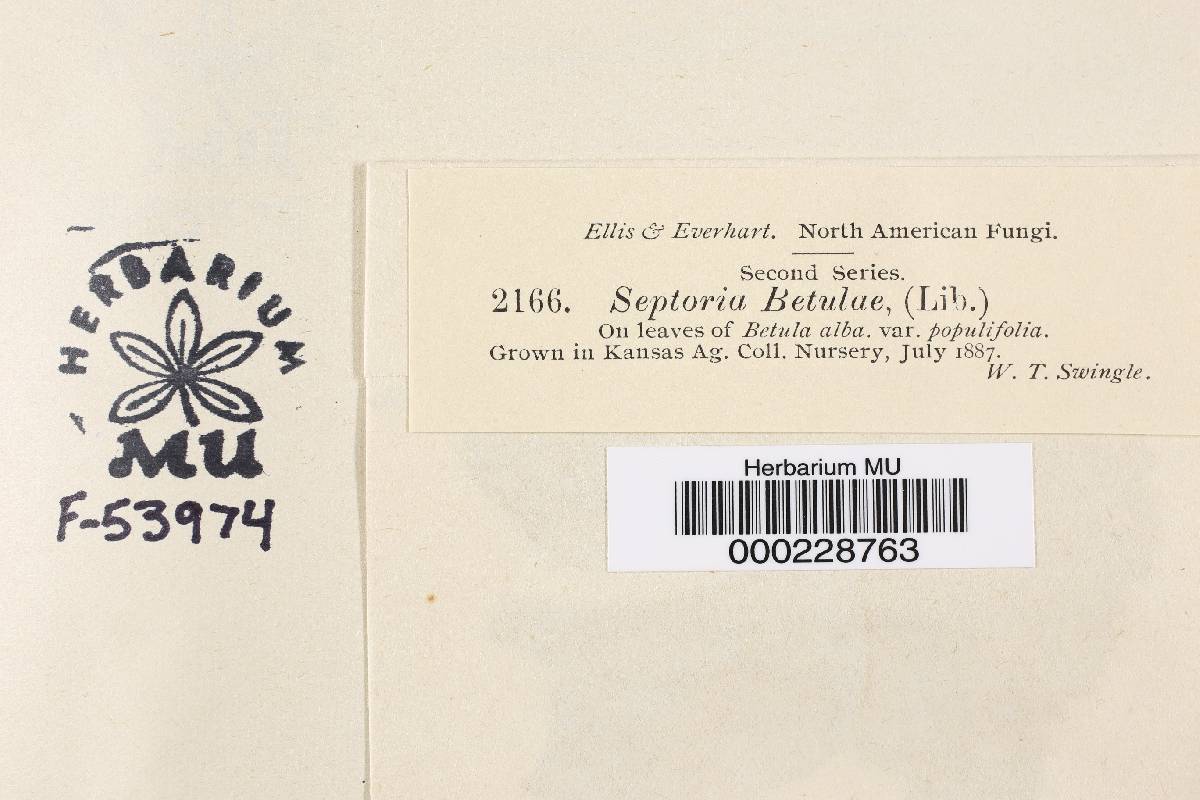 HERBARIUM
MU
F-53974
Ellis & Everhart. North American Fungi.
Second Series.
2166. Septoria Betulae, (Lib.)
On leaves of Betula alba. var. populifolia.
Grown in Kansas Ag. Coll. Nursery, July 1887.
W. T. Swingle.
Herbarium MU
000228763